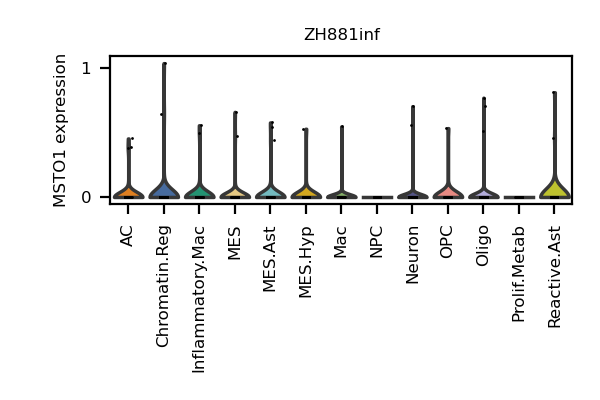 ZH881inf
MSTO1 expression
1
0
AC
Chromatin.Reg
Inflammatory.Mac
MES
MES.Ast
MES.Hyp
Mac
NPC
Neuron
OPC
Oligo
Prolif.Metab
Reactive.Ast